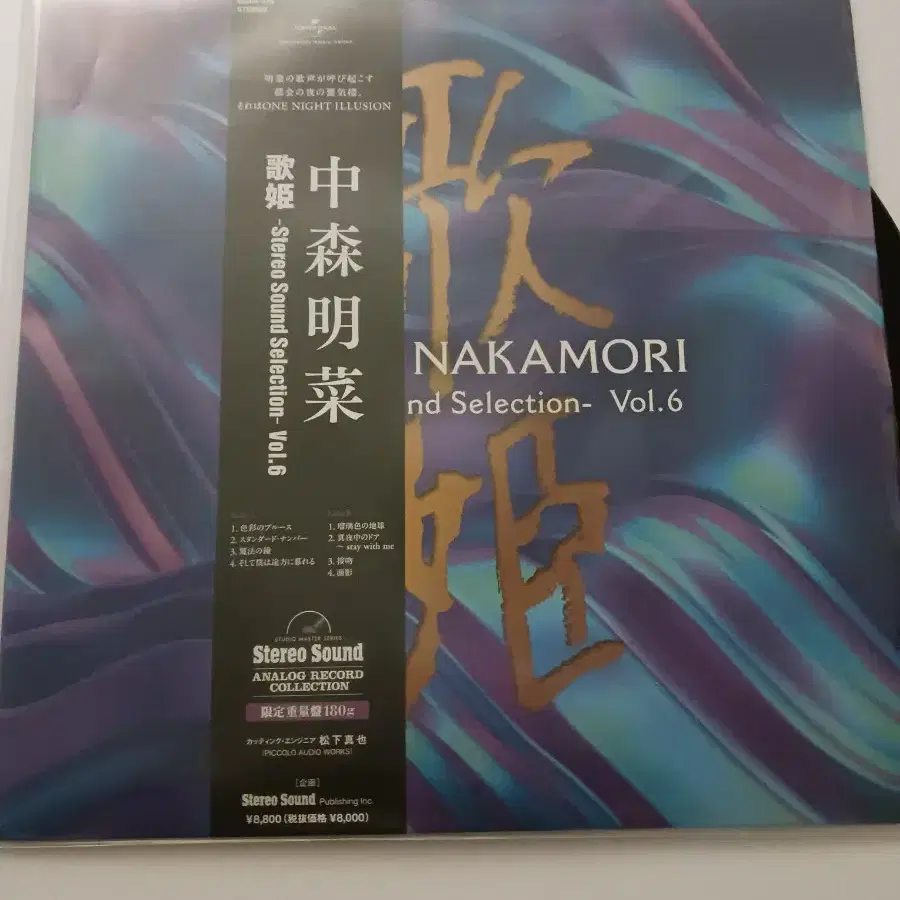 STEREO
UNIVERSAL
明菜の歌声が呼び起こす
都会の夜の蜃気楼。
それはONE NIGHT ILLUSION
中森明菜
歌姫
-Stereo Sound Selection- Vol.6
歌姫
NAKAMORI
nd Selection- Vol.6
1. 色彩のブルース
2. スタンダード・ナンバー
3. 魔法の鏡
4. そして僕は途方に暮れる
1. 瑠璃色の地球
2. 真夜中のドア
～ stay with me
3. 接吻
4. 面影
STUDIO MASTER SERIES
Stereo Sound
ANALOG RECORD
COLLECTION
限定重量盤180g
カッティング・エンジニア 松下真也
(PICCOLO AUDIO WORKS)
[企画]
Stereo Sound Publishing Inc.
¥8,800 (税抜価格 ¥8,000)